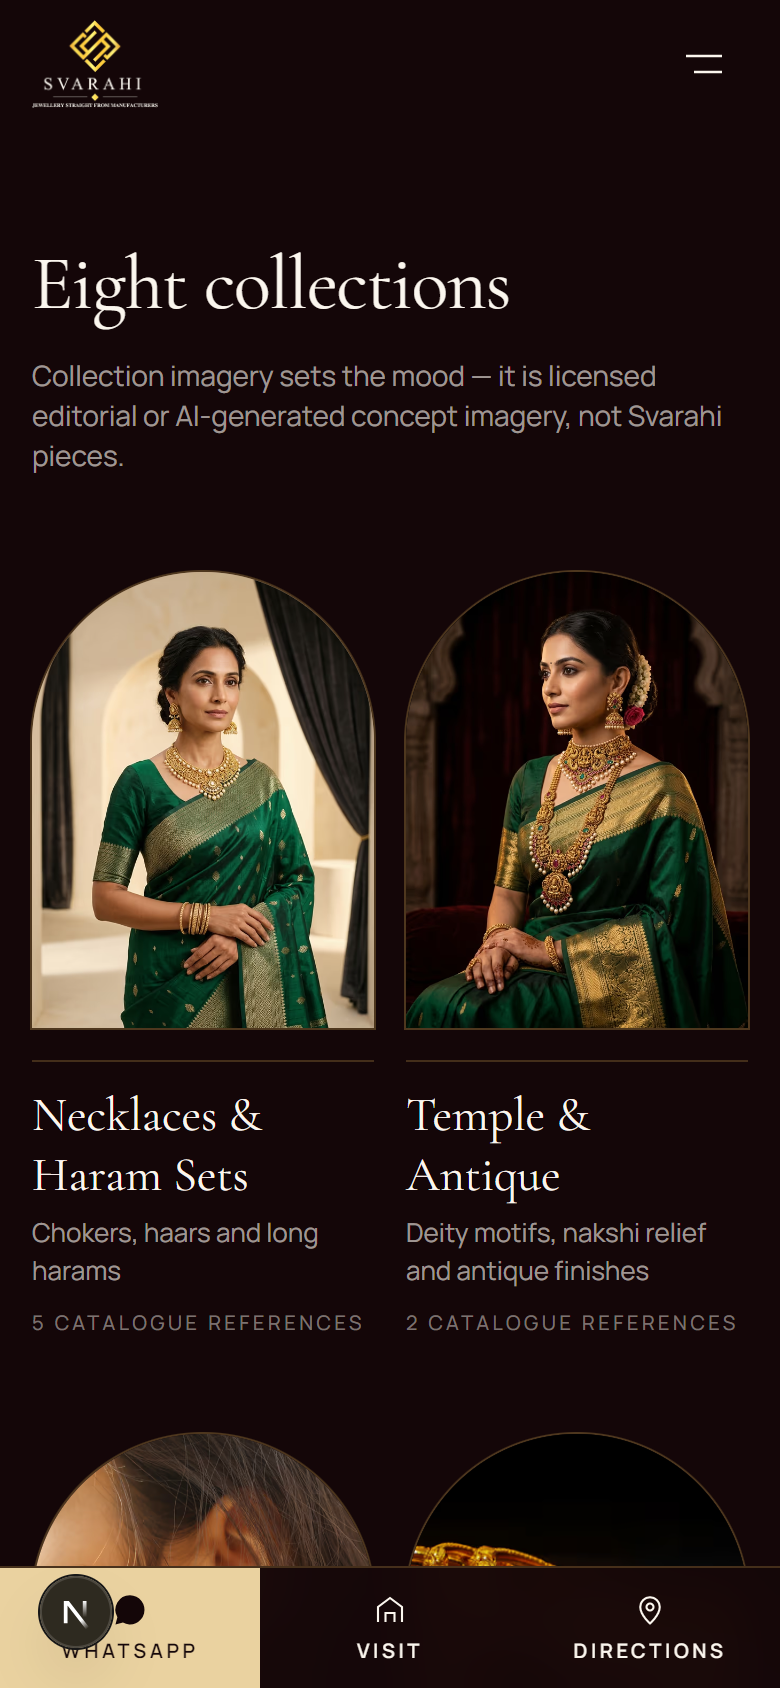 SVARAHI
JEWELLERY STRAIGHT FROM MANUFACTURERS
Eight collections
Collection imagery sets the mood — it is licensed
editorial or AI-generated concept imagery, not Svarahi
pieces.
Necklaces &
Haram Sets
Chokers, haars and long
harams
5 CATALOGUE REFERENCES
Temple &
Antique
Deity motifs, nakshi relief
and antique finishes
2 CATALOGUE REFERENCES
N
WHATSAPP
VISIT
DIRECTIONS